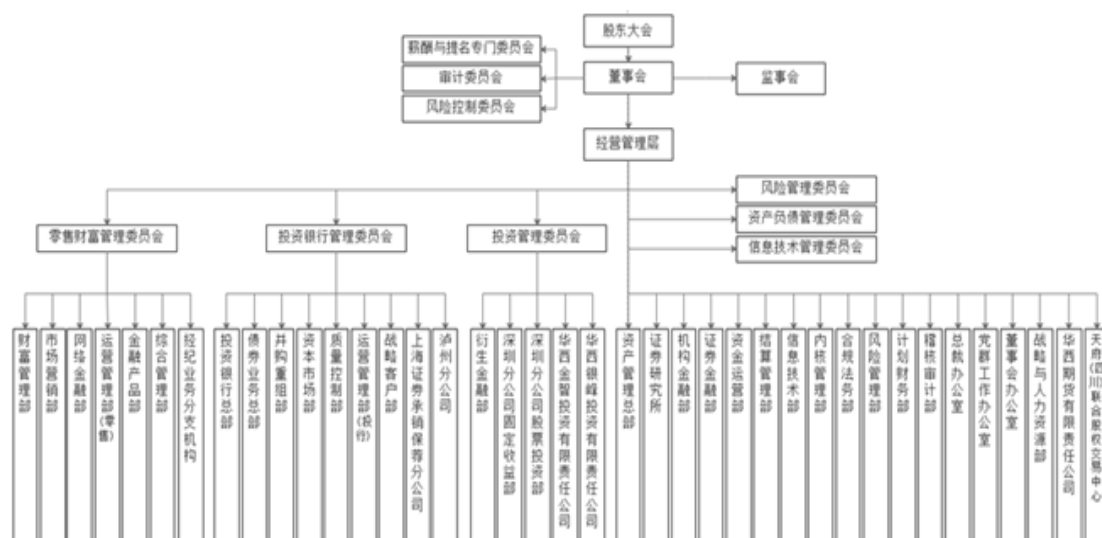 股东大会
薪酬与提名专门委员会
审计委员会
风险控制委员会
董事会
监事会
经营管理层
风险管理委员会
资产负债管理委员会
信息技术管理委员会
零售财富管理委员会
投资银行管理委员会
投资管理委员会
财富管理部
市场营销部
网络金融部
运营管理部(零售)
金融产品部
综合管理部
经纪业务分支机构
投资银行总部
债券业务总部
并购重组部
资本市场部
质量控制部
运营管理部(投行)
战略客户部
上海证券承销保荐分公司
泸州分公司
衍生金融部
深圳分公司固定收益部
深圳分公司股票投资部
华西金智投资有限责任公司
华西银峰投资有限责任公司
资产管理总部
证券研究所
机构金融部
证券金融部
资金运营部
结算管理部
信息技术部
内核管理部
合规法务部
风险管理部
计划财务部
稽核审计部
总裁办公室
党群工作办公室
董事会办公室
战略与人力资源部
华西期货有限责任公司
天府(四川)联合股权交易中心